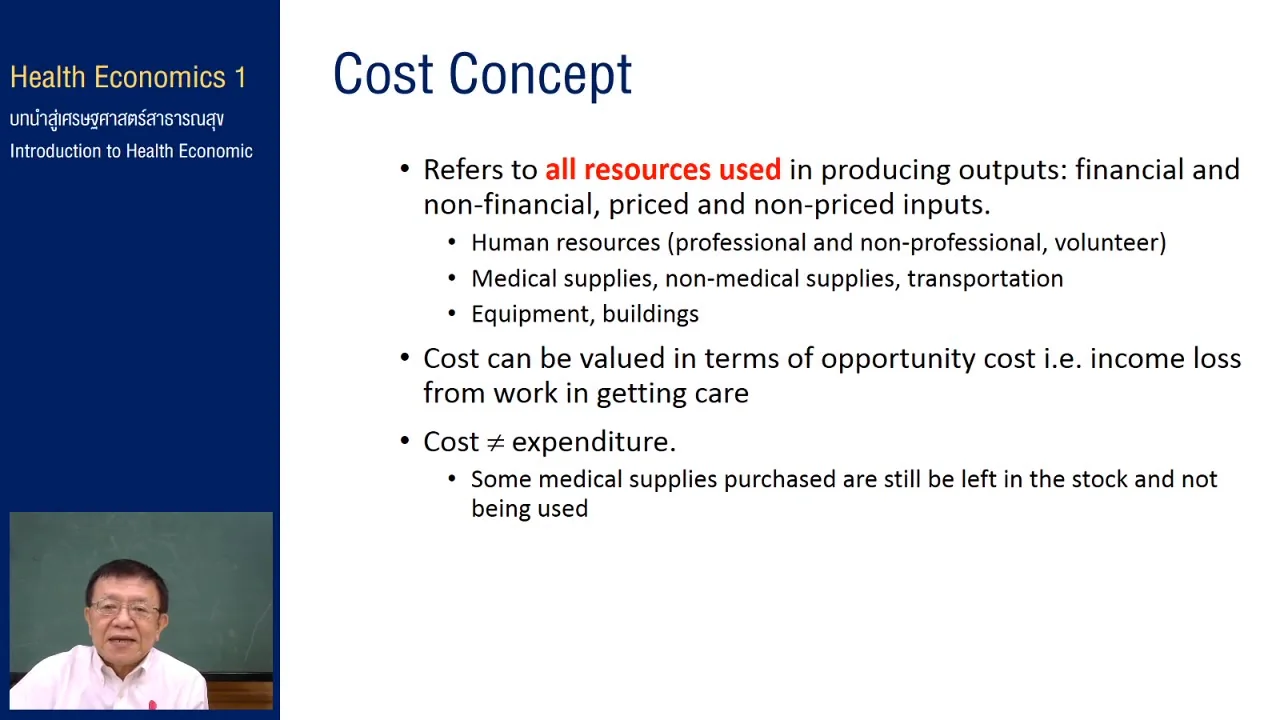 Health Economics 1
บทนำสู่เศรษฐศาสตร์สาธารณสุข
Introduction to Health Economic
Cost Concept
• Refers to all resources used in producing outputs: financial and
non-financial, priced and non-priced inputs.
• Human resources (professional and non-professional, volunteer)
• Medical supplies, non-medical supplies, transportation
• Equipment, buildings
• Cost can be valued in terms of opportunity cost i.e. income loss
from work in getting care
• Cost ≠ expenditure.
• Some medical supplies purchased are still be left in the stock and not
being used